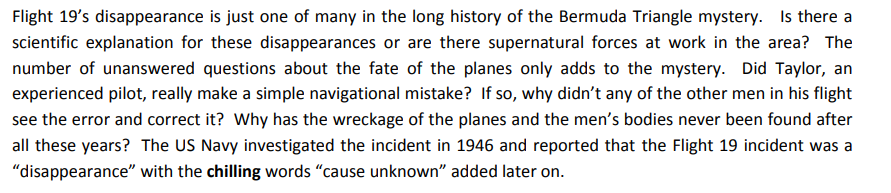 Flight 19’s disappearance is just one of many in the long history of the Bermuda Triangle mystery.   Is there a
scientific explanation for these disappearances or are there supernatural forces at work in the area?  The
number of unanswered questions about the fate of the planes only adds to the mystery.  Did Taylor, an
experienced pilot, really make a simple navigational mistake?  If so, why didn’t any of the other men in his flight
see the error and correct it?  Why has the wreckage of the planes and the men’s bodies never been found after
all these years?  The US Navy investigated the incident in 1946 and reported that the Flight 19 incident was a
“disappearance” with the chilling words “cause unknown” added later on.